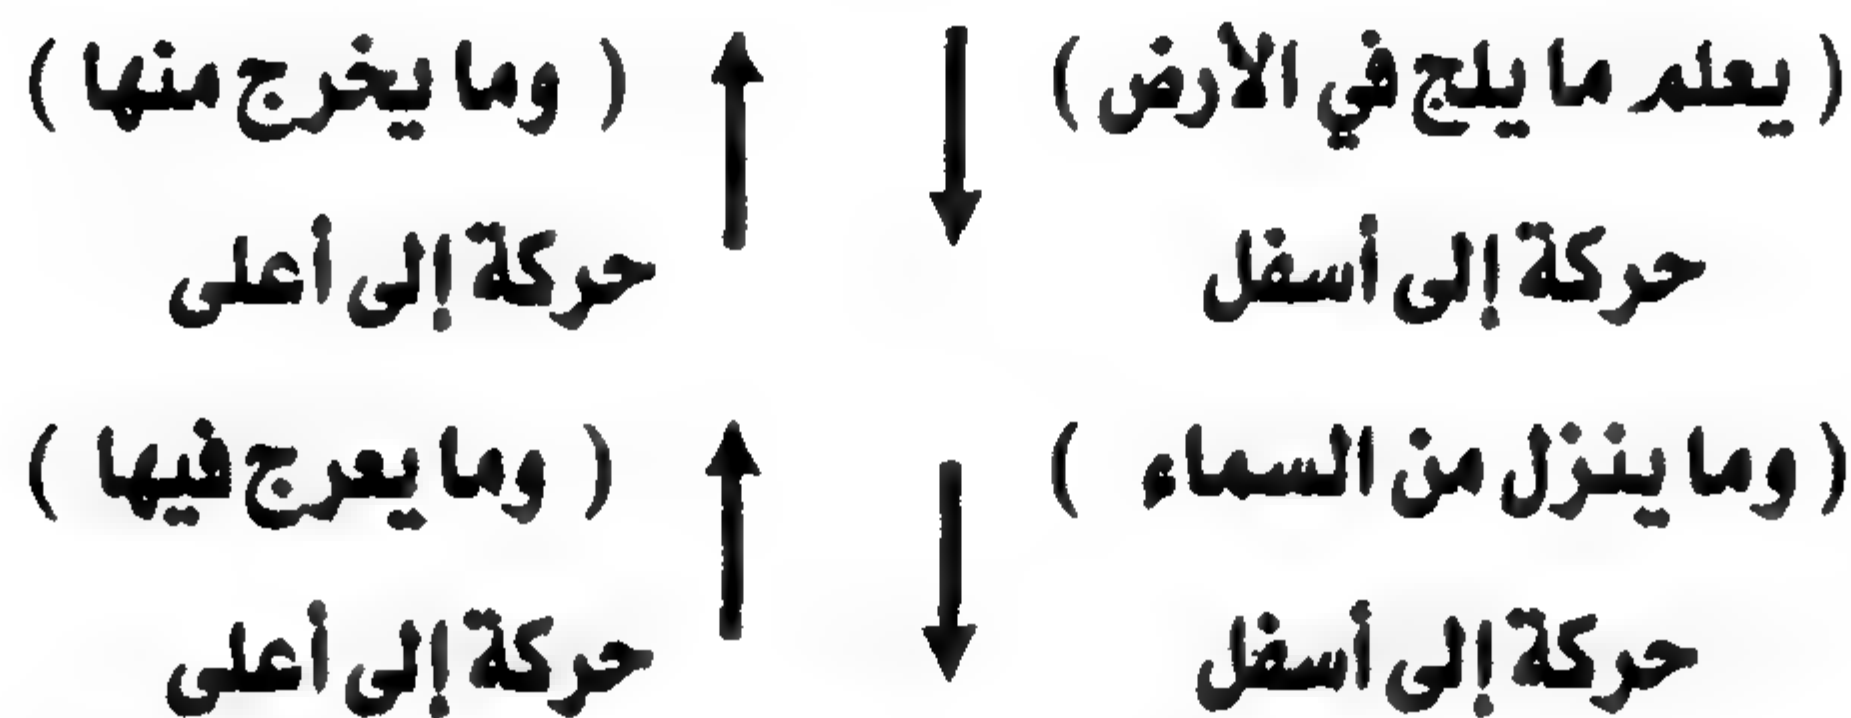 ( يعلم ما يلج في الأرض ) ( وما يخرج منها )
حركة إلى أسفل حركة إلى أعلى
( وما ينزل من السماء ) ( وما يعرج فيها )
حركة إلى أسفل حركة إلى أعلى